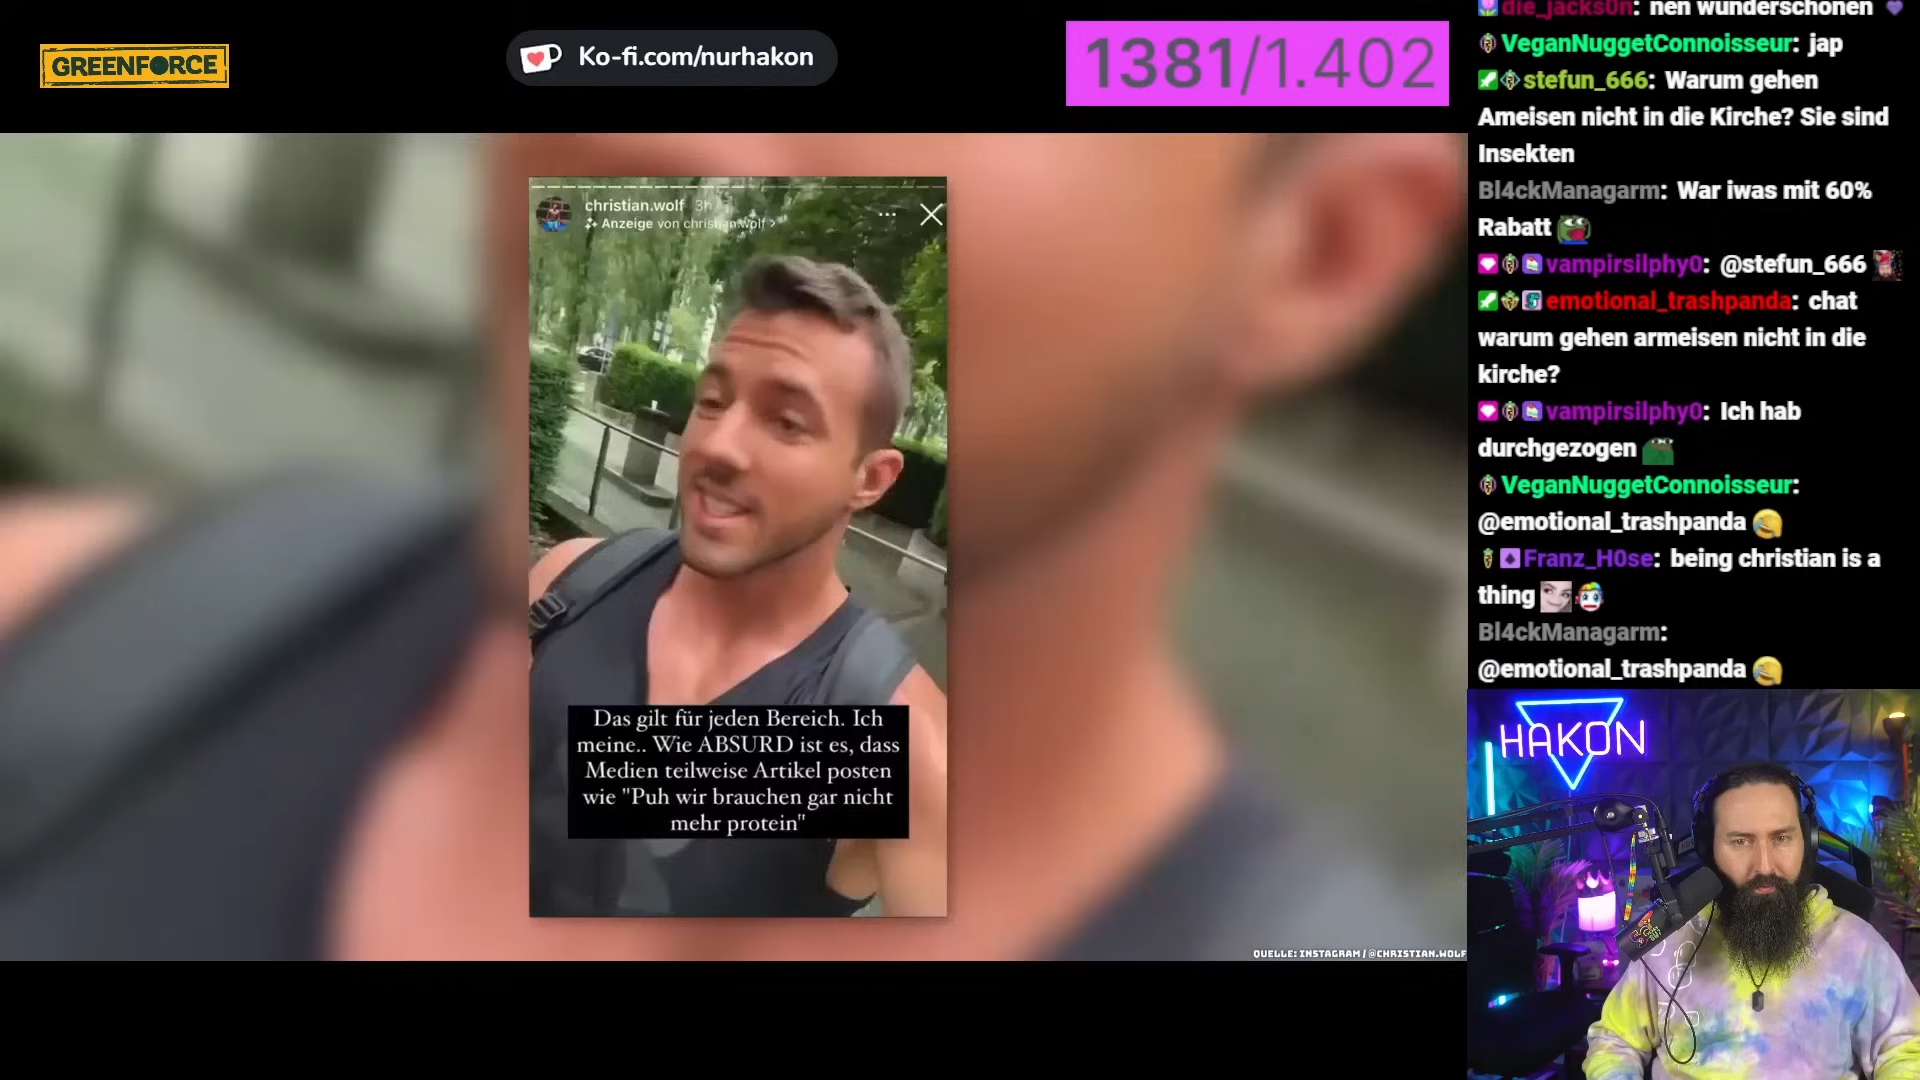 GREENFORCE
Ko-fi.com/nurhakon
1381/1.402
christian.wolf 3h
Anzeige von christian.wolf >
Das gilt für jeden Bereich. Ich
meine.. Wie ABSURD ist es, dass
Medien teilweise Artikel posten
wie "Puh wir brauchen gar nicht
mehr protein"
QUELLE: INSTAGRAM / @CHRISTIAN.WOLF
die_jacks0n: nen wunderschönen
VeganNuggetConnoisseur: jap
stefun_666: Warum gehen
Ameisen nicht in die Kirche? Sie sind
Insekten
Bl4ckManagarm: War iwas mit 60%
Rabatt
vampirsilphy0: @stefun_666
emotional_trashpanda: chat
warum gehen armeisen nicht in die
kirche?
vampirsilphy0: Ich hab
durchgezogen
VeganNuggetConnoisseur:
@emotional_trashpanda
Franz_H0se: being christian is a
thing
Bl4ckManagarm:
@emotional_trashpanda
HAKON